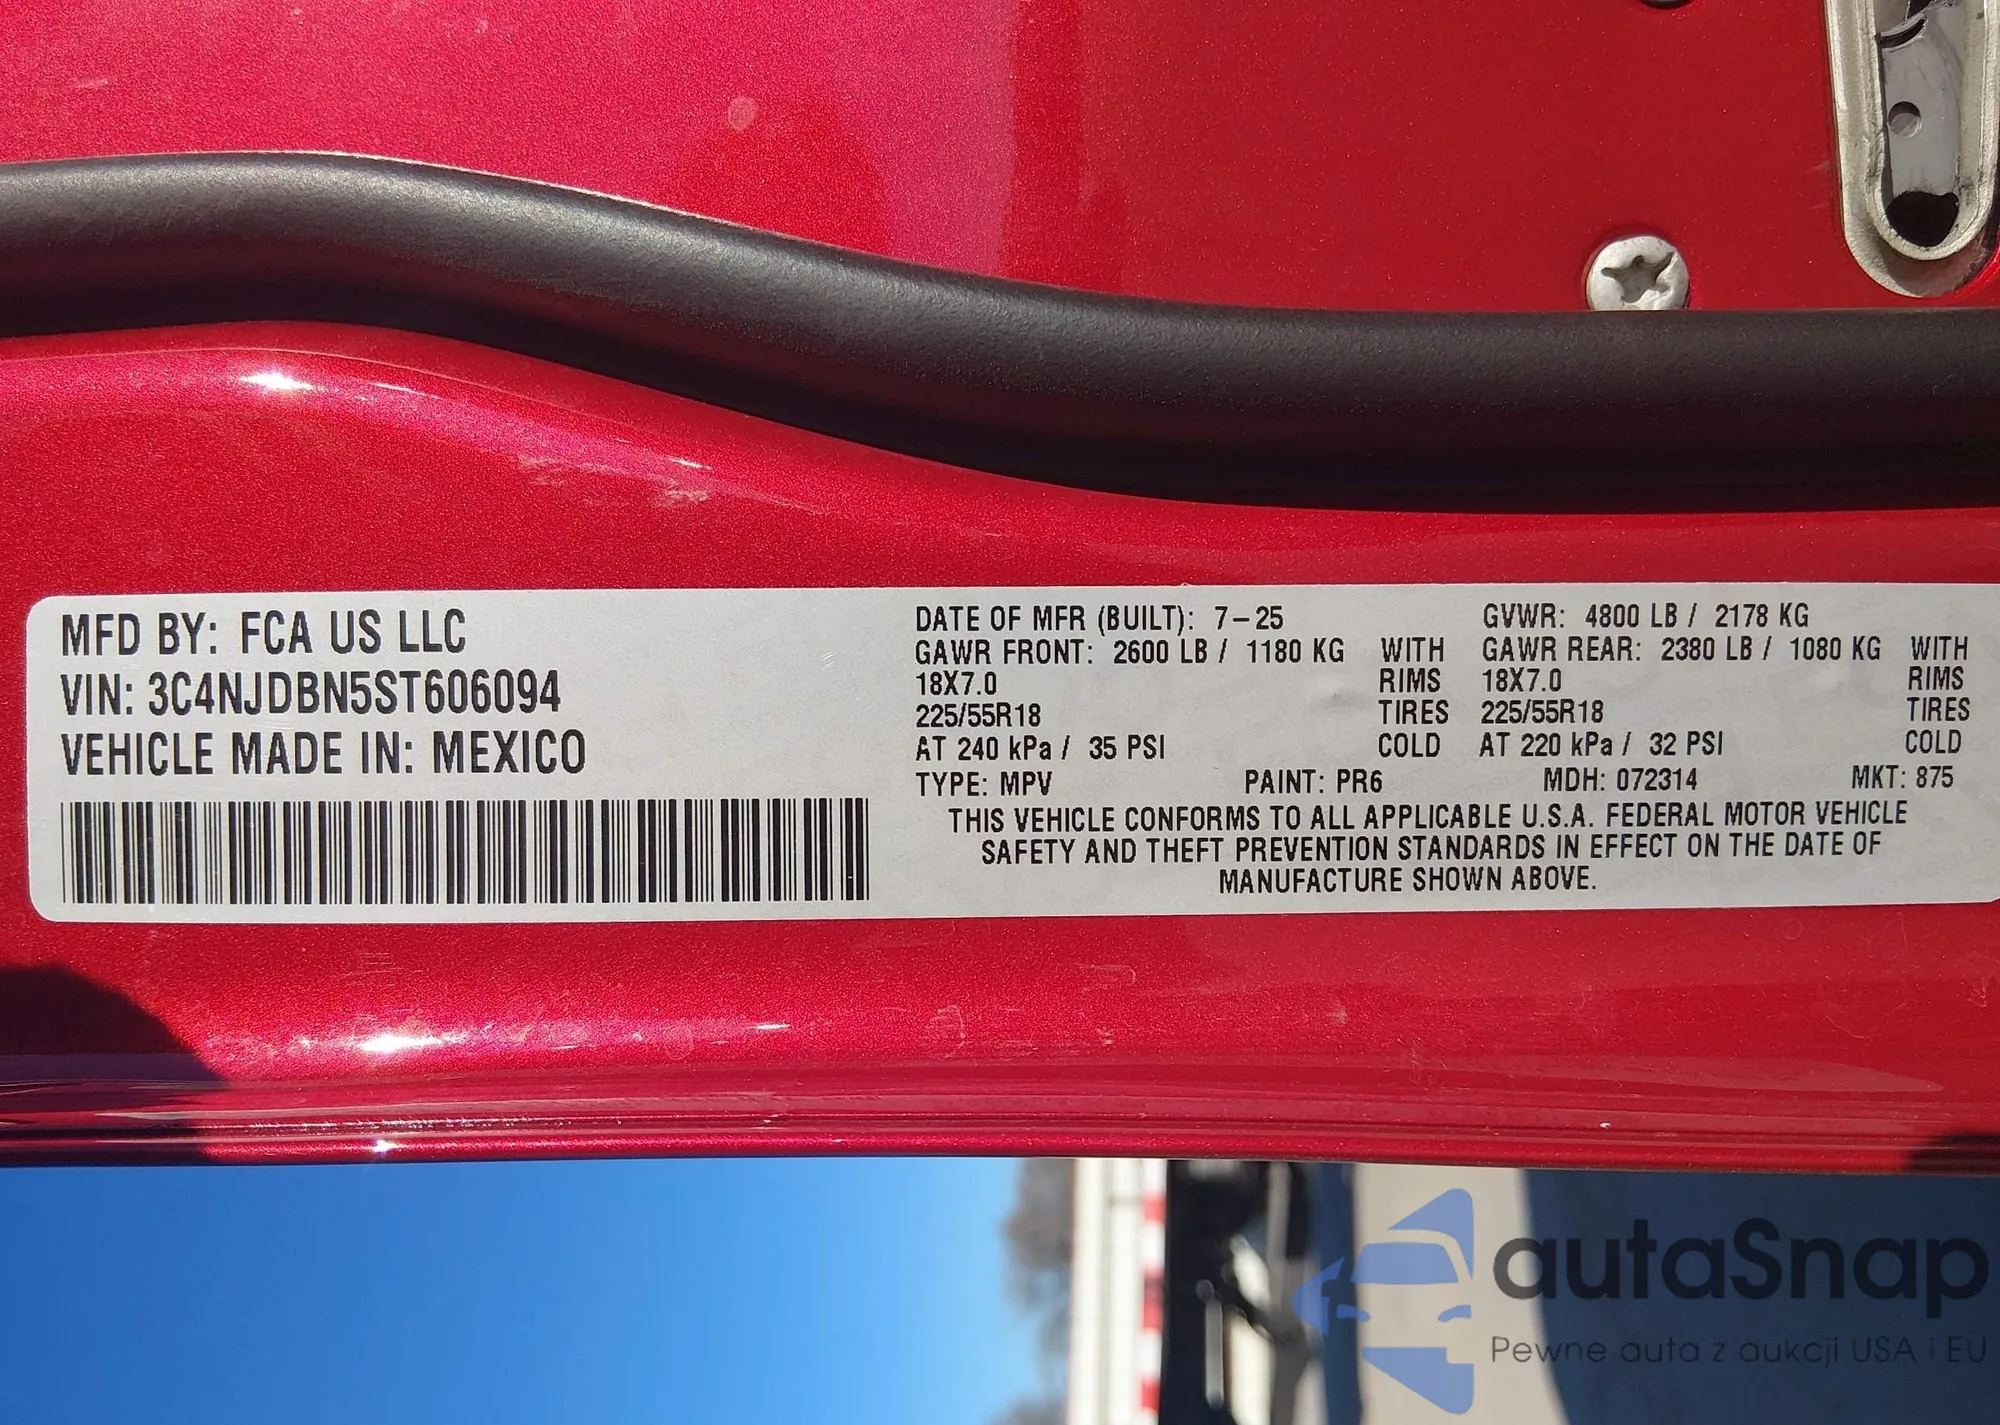 MFD BY: FCA US LLC
VIN: 3C4NJDBN5ST606094
VEHICLE MADE IN: MEXICO
DATE OF MFR (BUILT): 7-25 GVWR: 4800 LB / 2178 KG
GAWR FRONT: 2600 LB / 1180 KG WITH GAWR REAR: 2380 LB / 1080 KG WITH
18X7.0 RIMS 18X7.0 RIMS
225/55R18 TIRES 225/55R18 TIRES
AT 240 kPa / 35 PSI COLD AT 220 kPa / 32 PSI COLD
TYPE: MPV PAINT: PR6 MDH: 072314 MKT: 875
THIS VEHICLE CONFORMS TO ALL APPLICABLE U.S.A. FEDERAL MOTOR VEHICLE
SAFETY AND THEFT PREVENTION STANDARDS IN EFFECT ON THE DATE OF
MANUFACTURE SHOWN ABOVE.
autaSnap
Pewne auta z aukcji USA i EU